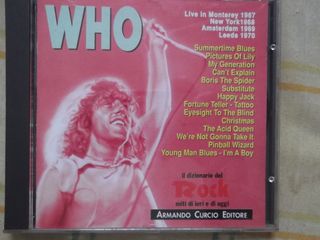 WHO
Live in Monterey 1967
New York1968
Amsterdam 1969
Leeds 1970
Summertime Blues
Pictures Of Lily
My Generation
Can't Explain
Boris The Spider
Substitute
Happy Jack
Fortune Teller - Tattoo
Eyesight To The Blind
Christmas
The Acid Queen
We're Not Gonna Take It
Pinball Wizard
Young Man Blues - I'm A Boy
il dizionario del
Rock
miti di ieri e di oggi
ARMANDO CURCIO EDITORE